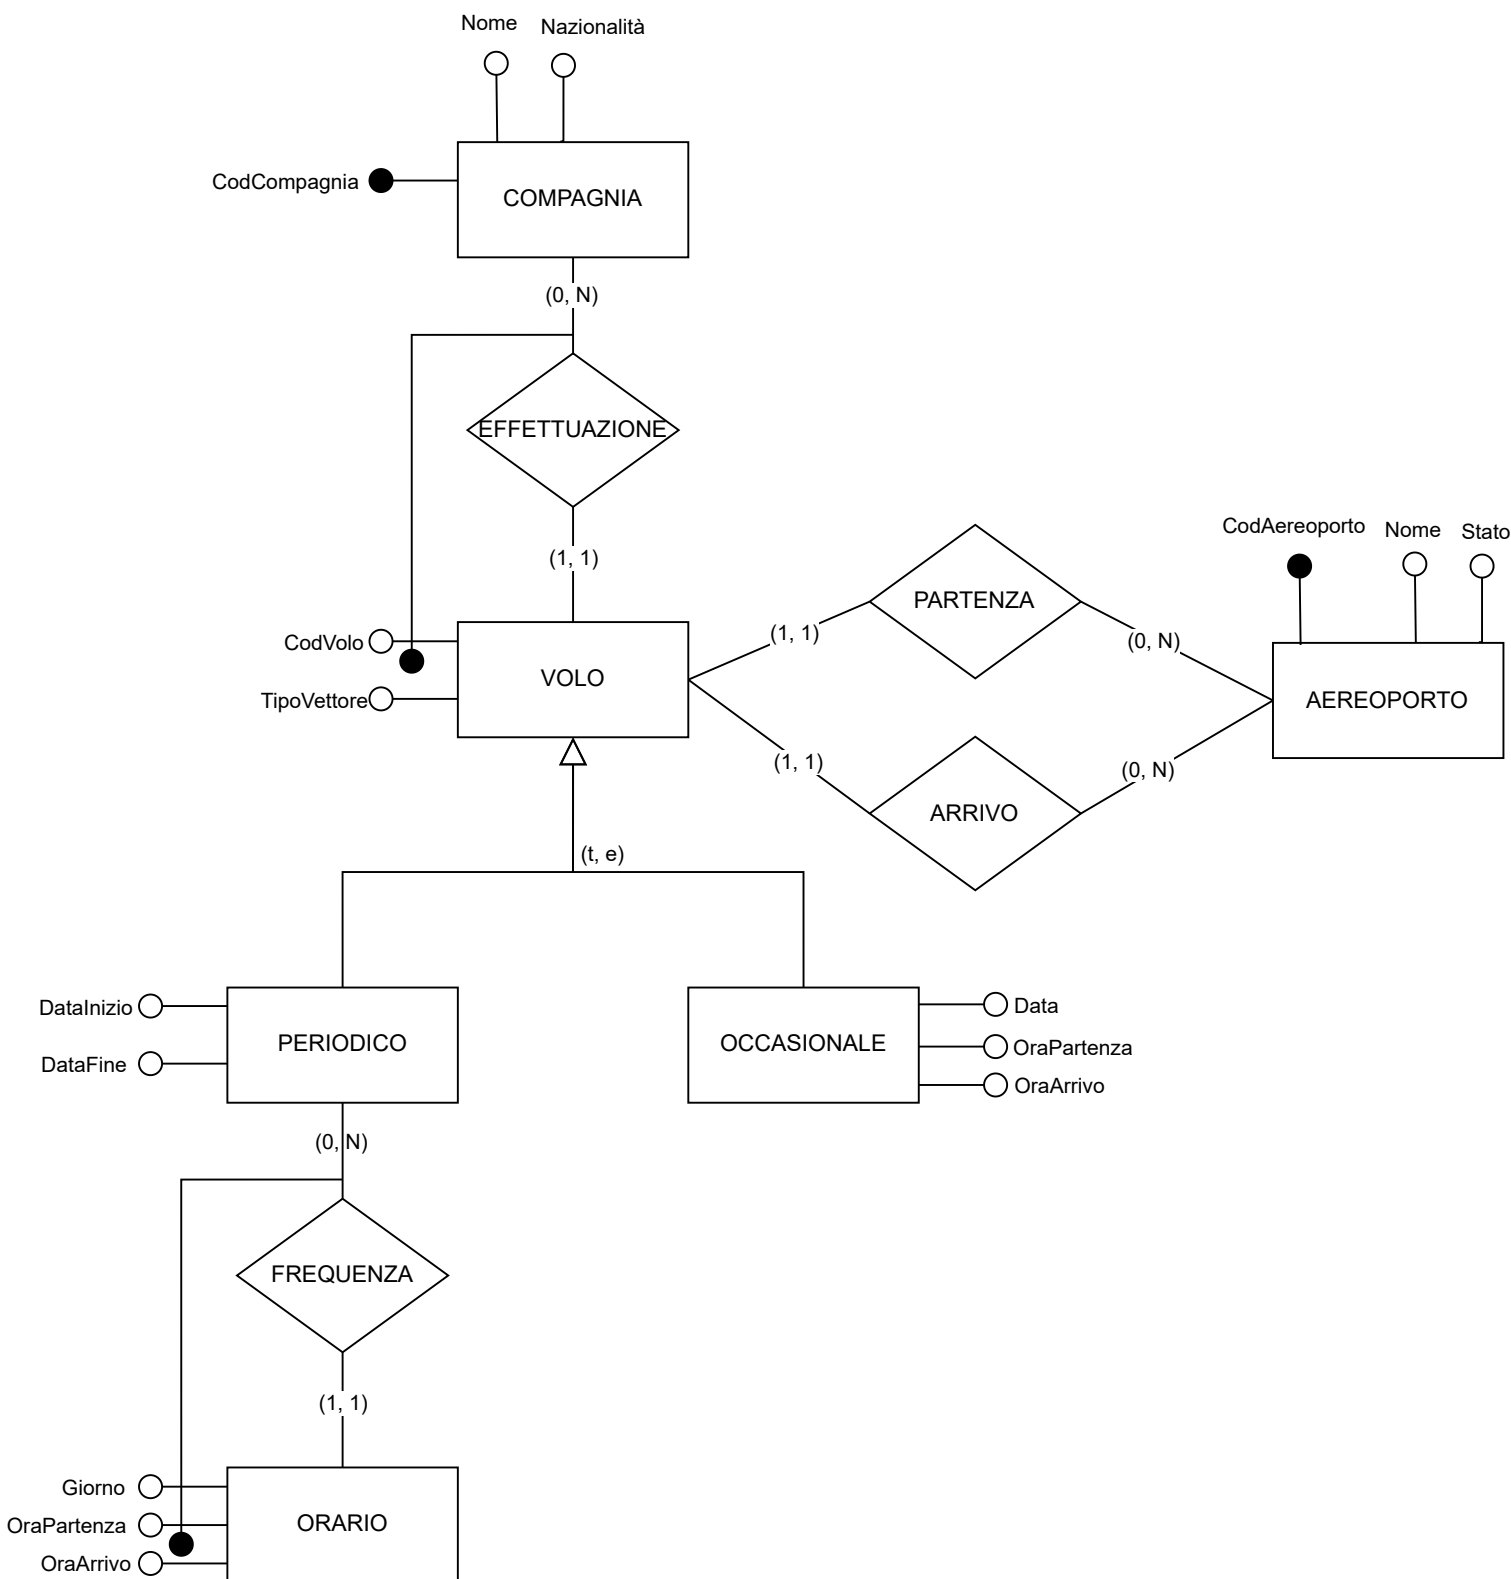 Nome
Nazionalità
CodCompagnia
COMPAGNIA
(0, N)
EFFETTUAZIONE
(1, 1)
CodAereoporto
Nome
Stato
PARTENZA
(1, 1)
(0, N)
CodVolo
VOLO
TipoVettore
AEREOPORTO
(1, 1)
(0, N)
ARRIVO
(t, e)
DataInizio
DataFine
PERIODICO
OCCASIONALE
Data
OraPartenza
OraArrivo
(0, N)
FREQUENZA
(1, 1)
Giorno
OraPartenza
OraArrivo
ORARIO